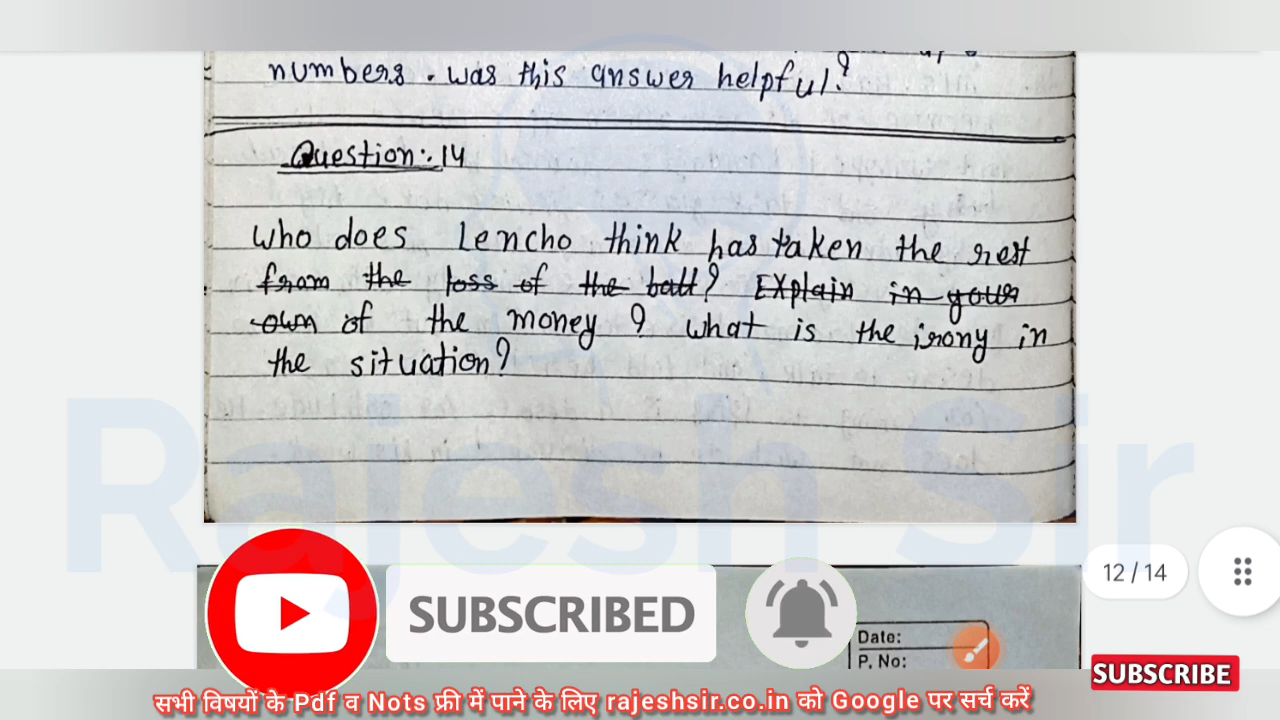 numbers. was this answer helpful?
Question:. 14
Who does Lencho think has taken the rest
from the loss of the ball? Explain in your
own of the money? what is the irony in
the situation?
Rajesh Sir
12 / 14
SUBSCRIBED
Date:
P. No:
SUBSCRIBE
सभी विषयों के Pdf व Nots फ्री में पाने के लिए rajeshsir.co.in को Google पर सर्च करें